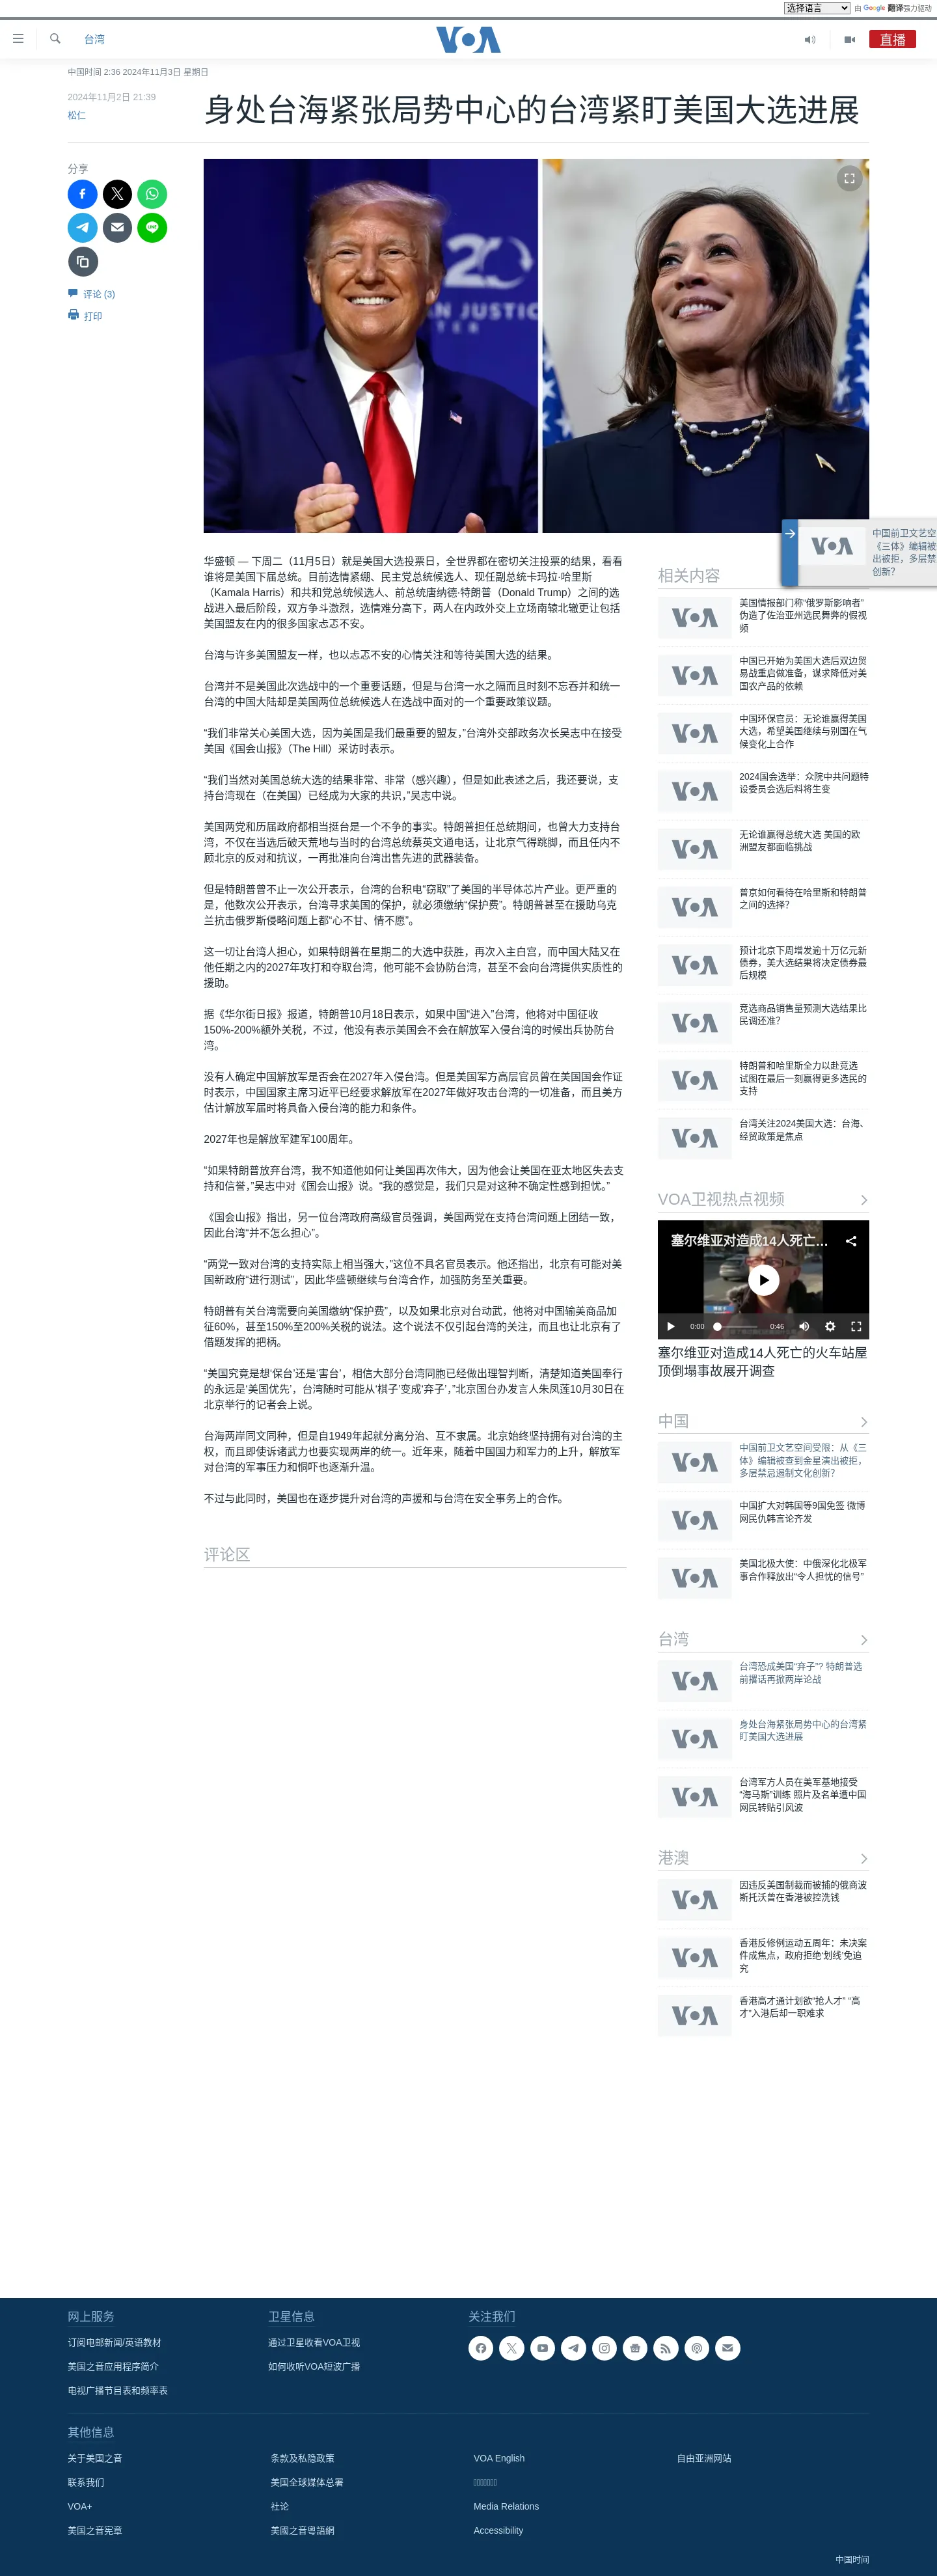 选择语言 由 Google 翻译强力驱动
台湾
VOA
直播
中国时间 2:36 2024年11月3日 星期日
2024年11月2日 21:39
松仁
身处台海紧张局势中心的台湾紧盯美国大选进展
分享
评论 (3)
打印
20
AN JUSTIC
TER
华盛顿 — 下周二（11月5日）就是美国大选投票日，全世界都在密切关注投票的结果，看看
谁将是美国下届总统。目前选情紧绷、民主党总统候选人、现任副总统卡玛拉·哈里斯
（Kamala Harris）和共和党总统候选人、前总统唐纳德·特朗普（Donald Trump）之间的选
战进入最后阶段，双方争斗激烈，选情难分高下，两人在内政外交上立场南辕北辙更让包括
美国盟友在内的很多国家忐忑不安。
台湾与许多美国盟友一样，也以忐忑不安的心情关注和等待美国大选的结果。
台湾并不是美国此次选战中的一个重要话题，但是与台湾一水之隔而且时刻不忘吞并和统一
台湾的中国大陆却是美国两位总统候选人在选战中面对的一个重要政策议题。
“我们非常关心美国大选，因为美国是我们最重要的盟友，”台湾外交部政务次长吴志中在接受
美国《国会山报》（The Hill）采访时表示。
“我们当然对美国总统大选的结果非常、非常（感兴趣），但是如此表述之后，我还要说，支
持台湾现在（在美国）已经成为大家的共识，”吴志中说。
美国两党和历届政府都相当挺台是一个不争的事实。特朗普担任总统期间，也曾大力支持台
湾，不仅在当选后破天荒地与当时的台湾总统蔡英文通电话，让北京气得跳脚，而且任内不
顾北京的反对和抗议，一再批准向台湾出售先进的武器装备。
但是特朗普曾不止一次公开表示，台湾的台积电“窃取”了美国的半导体芯片产业。更严重的
是，他数次公开表示，台湾寻求美国的保护，就必须缴纳“保护费”。特朗普甚至在援助乌克
兰抗击俄罗斯侵略问题上都“心不甘、情不愿”。
这一切让台湾人担心，如果特朗普在星期二的大选中获胜，再次入主白宫，而中国大陆又在
他任期之内的2027年攻打和夺取台湾，他可能不会协防台湾，甚至不会向台湾提供实质性的
援助。
据《华尔街日报》报道，特朗普10月18日表示，如果中国“进入”台湾，他将对中国征收
150%-200%额外关税，不过，他没有表示美国会不会在解放军入侵台湾的时候出兵协防台
湾。
没有人确定中国解放军是否会在2027年入侵台湾。但是美国军方高层官员曾在美国国会作证
时表示，中国国家主席习近平已经要求解放军在2027年做好攻击台湾的一切准备，而且美方
估计解放军届时将具备入侵台湾的能力和条件。
2027年也是解放军建军100周年。
“如果特朗普放弃台湾，我不知道他如何让美国再次伟大，因为他会让美国在亚太地区失去支
持和信誉，”吴志中对《国会山报》说。“我的感觉是，我们只是对这种不确定性感到担忧。”
《国会山报》指出，另一位台湾政府高级官员强调，美国两党在支持台湾问题上团结一致，
因此台湾“并不怎么担心”。
“两党一致对台湾的支持实际上相当强大，”这位不具名官员表示。他还指出，北京有可能对美
国新政府“进行测试”，因此华盛顿继续与台湾合作，加强防务至关重要。
特朗普有关台湾需要向美国缴纳“保护费”，以及如果北京对台动武，他将对中国输美商品加
征60%，甚至150%至200%关税的说法。这个说法不仅引起台湾的关注，而且也让北京有了
借题发挥的把柄。
“美国究竟是想‘保台’还是‘害台’，相信大部分台湾同胞已经做出理智判断，清楚知道美国奉行
的永远是‘美国优先’，台湾随时可能从‘棋子’变成‘弃子’，”北京国台办发言人朱凤莲10月30日在
北京举行的记者会上说。
台海两岸同文同种，但是自1949年起就分离分治、互不隶属。北京始终坚持拥有对台湾的主
权，而且即使诉诸武力也要实现两岸的统一。近年来，随着中国国力和军力的上升，解放军
对台湾的军事压力和恫吓也逐渐升温。
不过与此同时，美国也在逐步提升对台湾的声援和与台湾在安全事务上的合作。
评论区
VOA
中国前卫文艺空
《三体》编辑被
出被拒，多层禁
创新？
相关内容
VOA
美国情报部门称“俄罗斯影响者”
伪造了佐治亚州选民舞弊的假视
频
VOA
中国已开始为美国大选后双边贸
易战重启做准备，谋求降低对美
国农产品的依赖
VOA
中国环保官员：无论谁赢得美国
大选，希望美国继续与别国在气
候变化上合作
VOA
2024国会选举：众院中共问题特
设委员会选后料将生变
VOA
无论谁赢得总统大选 美国的欧
洲盟友都面临挑战
VOA
普京如何看待在哈里斯和特朗普
之间的选择？
VOA
预计北京下周增发逾十万亿元新
债券，美大选结果将决定债券最
后规模
VOA
竞选商品销售量预测大选结果比
民调还准？
VOA
特朗普和哈里斯全力以赴竞选
试图在最后一刻赢得更多选民的
支持
VOA
台湾关注2024美国大选：台海、
经贸政策是焦点
VOA卫视热点视频
塞尔维亚对造成14人死亡...
0:00 0:46
塞尔维亚对造成14人死亡的火车站屋
顶倒塌事故展开调查
中国
VOA
中国前卫文艺空间受限：从《三
体》编辑被查到金星演出被拒，
多层禁忌遏制文化创新？
VOA
中国扩大对韩国等9国免签 微博
网民仇韩言论齐发
VOA
美国北极大使：中俄深化北极军
事合作释放出“令人担忧的信号”
台湾
VOA
台湾恐成美国“弃子”？特朗普选
前撂话再掀两岸论战
VOA
身处台海紧张局势中心的台湾紧
盯美国大选进展
VOA
台湾军方人员在美军基地接受
“海马斯”训练 照片及名单遭中国
网民转贴引风波
港澳
VOA
因违反美国制裁而被捕的俄商波
斯托沃曾在香港被控洗钱
VOA
香港反修例运动五周年：未决案
件成焦点，政府拒绝‘划线’免追
究
VOA
香港高才通计划欲“抢人才” “高
才”入港后却一职难求
网上服务
订阅电邮新闻/英语教材
美国之音应用程序简介
电视广播节目表和频率表
卫星信息
通过卫星收看VOA卫视
如何收听VOA短波广播
关注我们
其他信息
关于美国之音
联系我们
VOA+
美国之音宪章
条款及私隐政策
美国全球媒体总署
社论
美國之音粵語網
VOA English
Media Relations
Accessibility
自由亚洲网站
中国时间